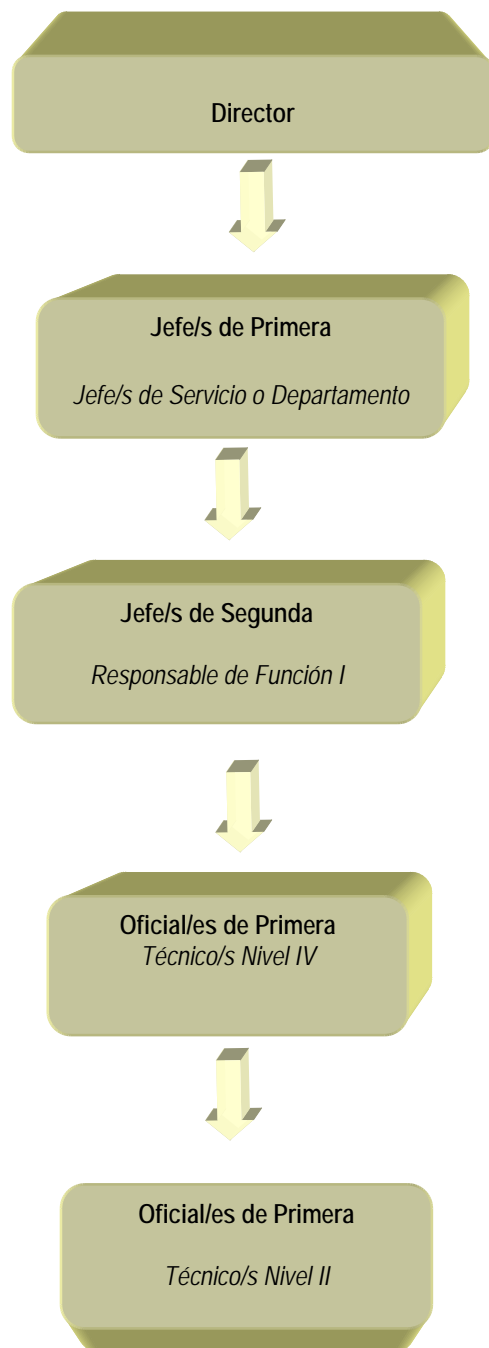 Director
Jefe/s de Primera
Jefe/s de Servicio o Departamento
Jefe/s de Segunda
Responsable de Función I
Oficial/es de Primera
Técnico/s Nivel IV
Oficial/es de Primera
Técnico/s Nivel II